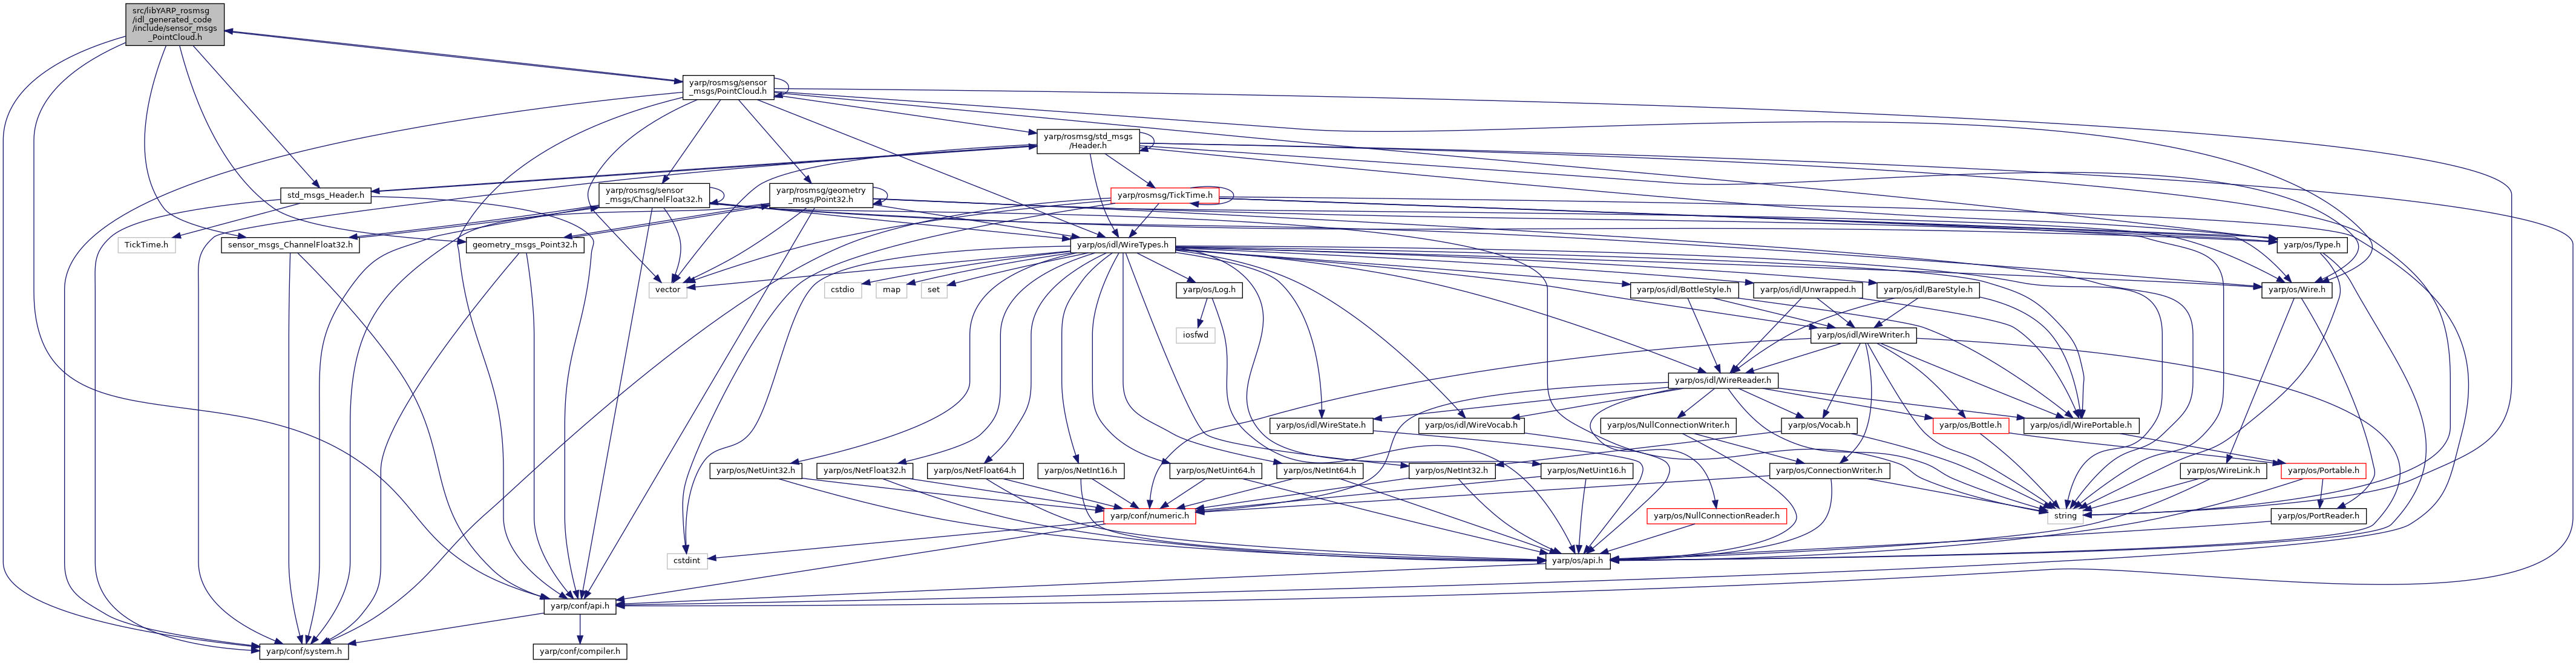 src/libYARP_rosmsg
/idl_generated_code
/include/sensor_msgs
_PointCloud.h
yarp/rosmsg/sensor
_msgs/PointCloud.h
yarp/rosmsg/std_msgs
/Header.h
std_msgs_Header.h
yarp/rosmsg/sensor
_msgs/ChannelFloat32.h
yarp/rosmsg/geometry
_msgs/Point32.h
yarp/rosmsg/TickTime.h
TickTime.h
sensor_msgs_ChannelFloat32.h
geometry_msgs_Point32.h
yarp/os/idl/WireTypes.h
yarp/os/Type.h
vector
cstdio
map
set
yarp/os/Log.h
yarp/os/idl/BottleStyle.h
yarp/os/idl/Unwrapped.h
yarp/os/idl/BareStyle.h
yarp/os/Wire.h
iosfwd
yarp/os/idl/WireWriter.h
yarp/os/idl/WireReader.h
yarp/os/idl/WireState.h
yarp/os/idl/WireVocab.h
yarp/os/NullConnectionWriter.h
yarp/os/Vocab.h
yarp/os/Bottle.h
yarp/os/idl/WirePortable.h
yarp/os/NetUint32.h
yarp/os/NetFloat32.h
yarp/os/NetFloat64.h
yarp/os/NetInt16.h
yarp/os/NetUint64.h
yarp/os/NetInt64.h
yarp/os/NetInt32.h
yarp/os/NetUint16.h
yarp/os/ConnectionWriter.h
yarp/os/WireLink.h
yarp/os/Portable.h
yarp/conf/numeric.h
yarp/os/NullConnectionReader.h
string
yarp/os/PortReader.h
cstdint
yarp/os/api.h
yarp/conf/api.h
yarp/conf/system.h
yarp/conf/compiler.h